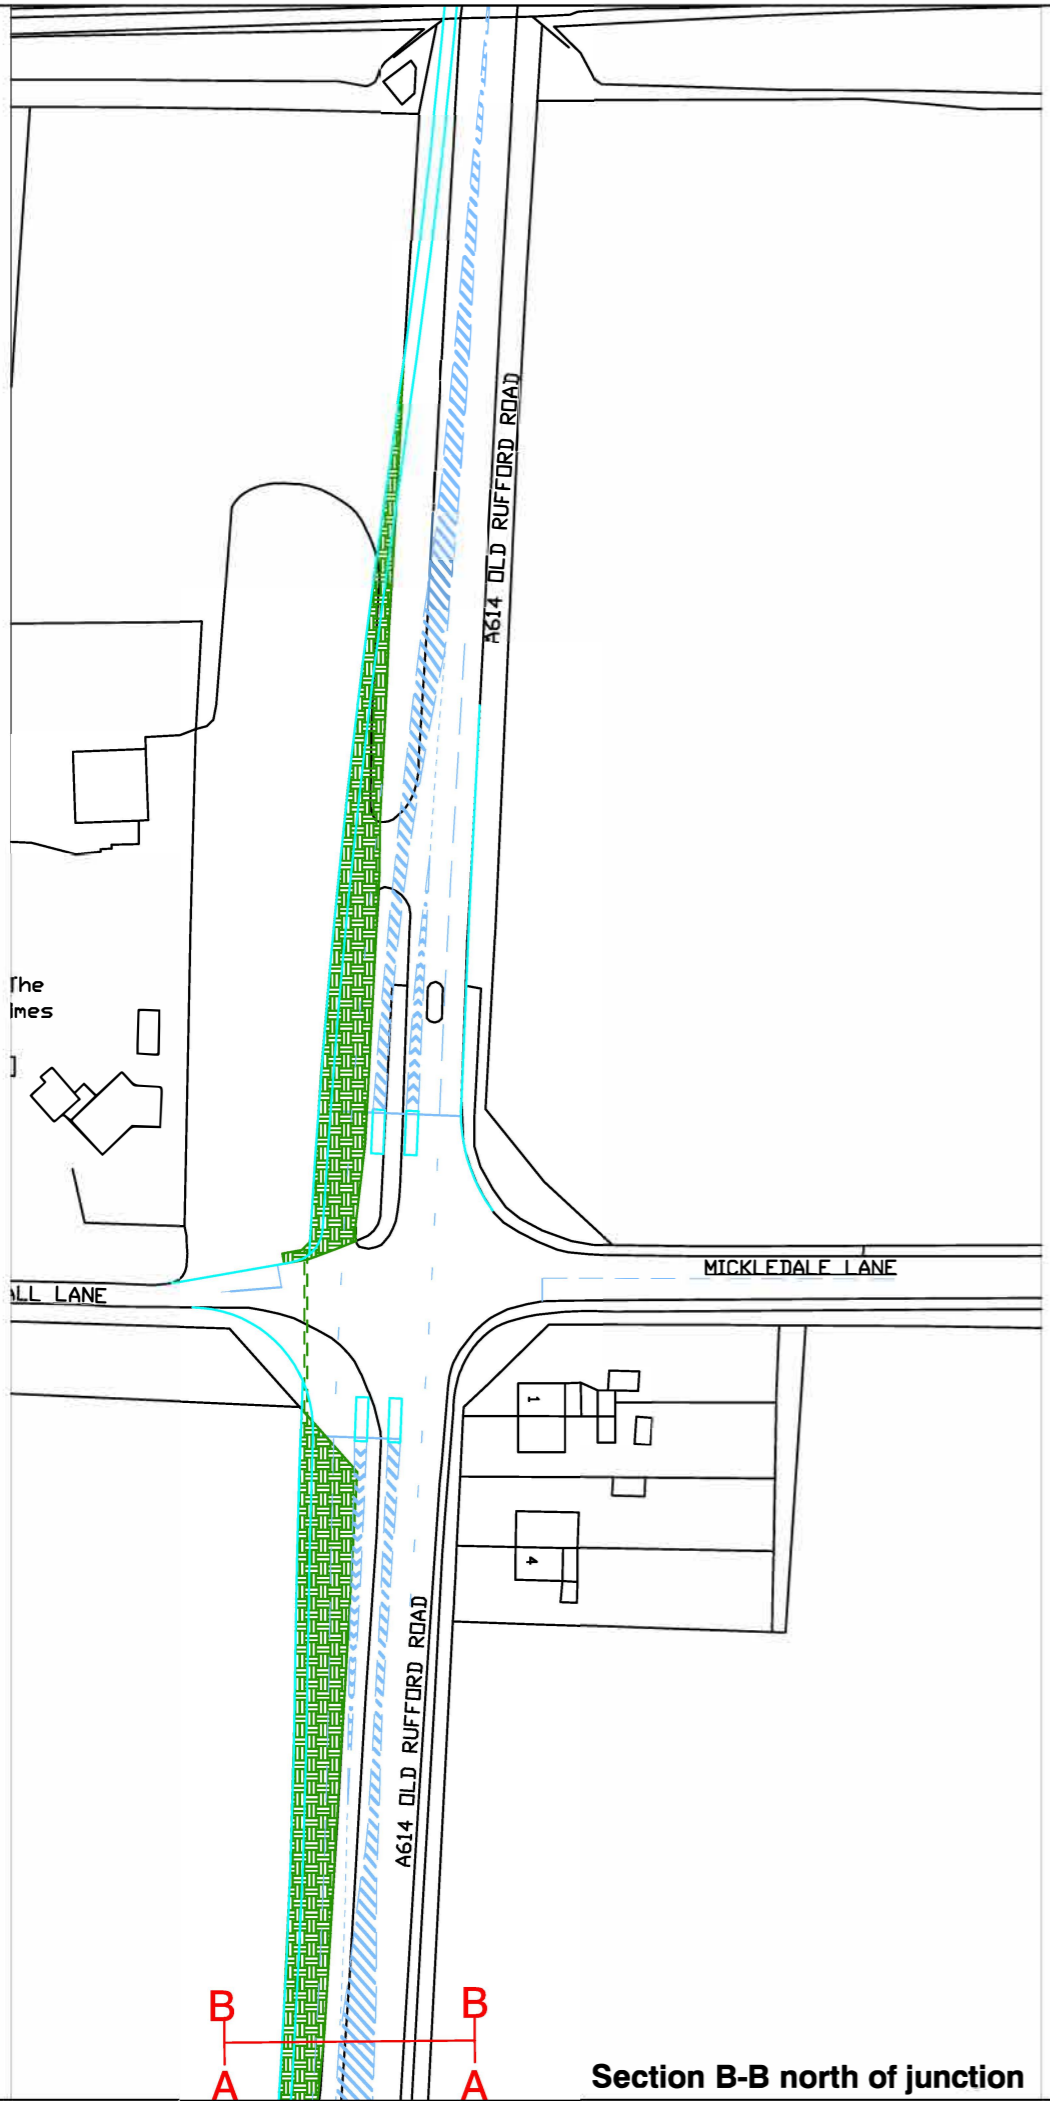 A614 OLD RUFFORD ROAD
The
lmes
MICKLEDALE LANE
ALL LANE
1
4
A614 OLD RUFFORD ROAD
B
B
A
A
Section B-B north of junction